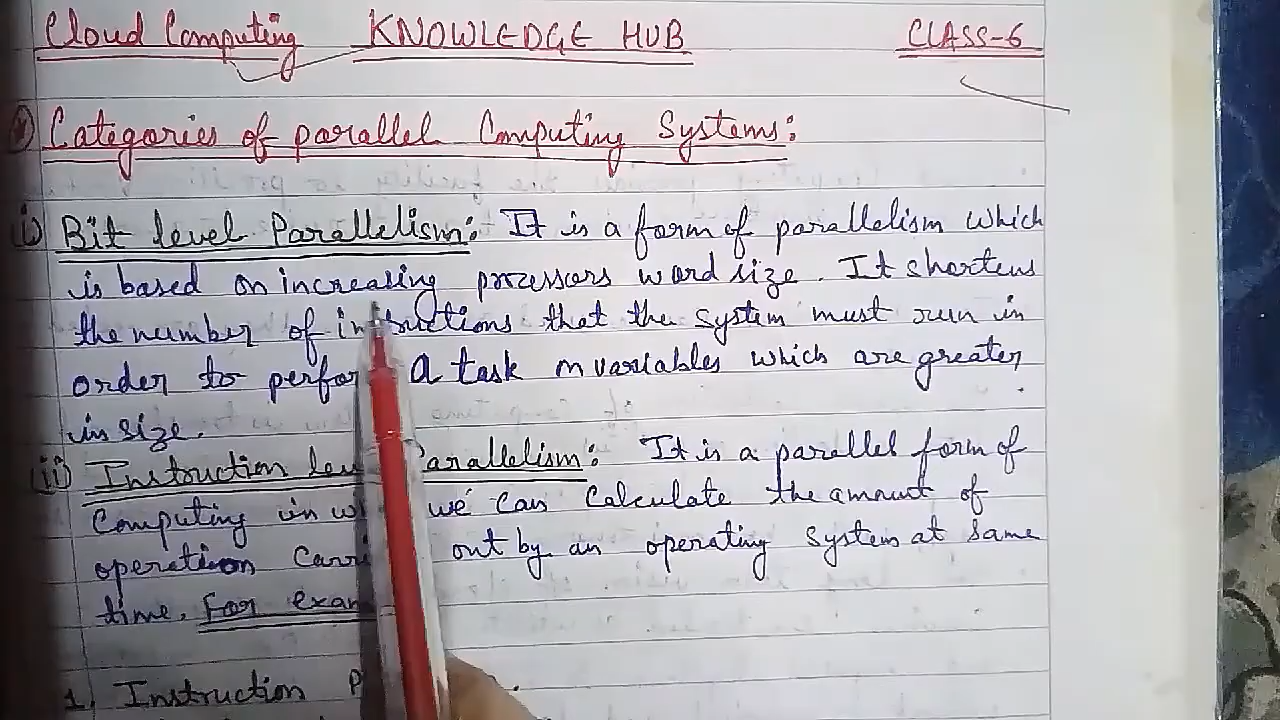 Cloud Computing KNOWLEDGE HUB CLASS-6
Categories of parallel Computing Systems:
i) Bit level Parallelism: It is a form of parallelism which
is based on increasing processors word size. It shortens
the number of instructions that the system must run in
order to perfor a task on variables which are greater
in size.
ii) Instruction lev Parallelism: It is a parallel form of
Computing in wh we can Calculate the amount of
operation Carri out by an operating System at same
time. For exam
1. Instruction P